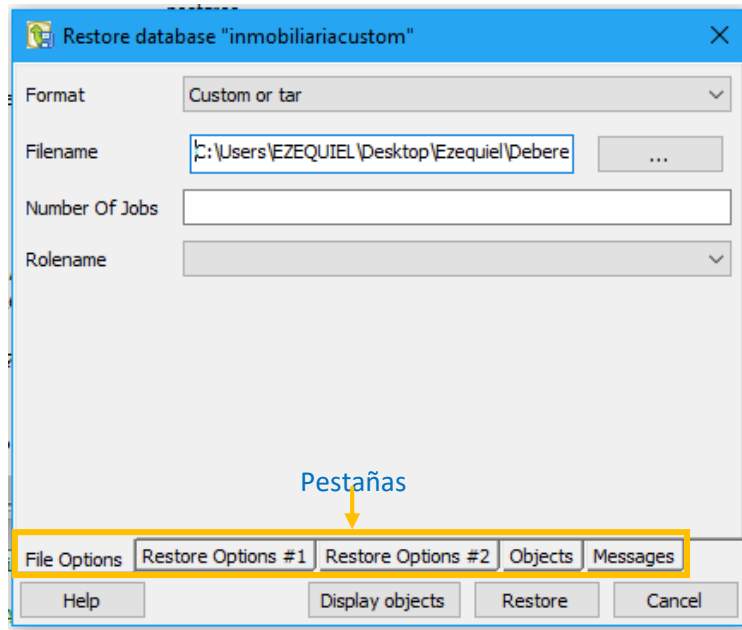 Restore database "inmobiliariacustom"
Format Custom or tar
Filename C:\Users\EZEQUIEL\Desktop\Ezequiel\Debere ...
Number Of Jobs
Rolename
Pestañas
File Options Restore Options #1 Restore Options #2 Objects Messages
Help Display objects Restore Cancel